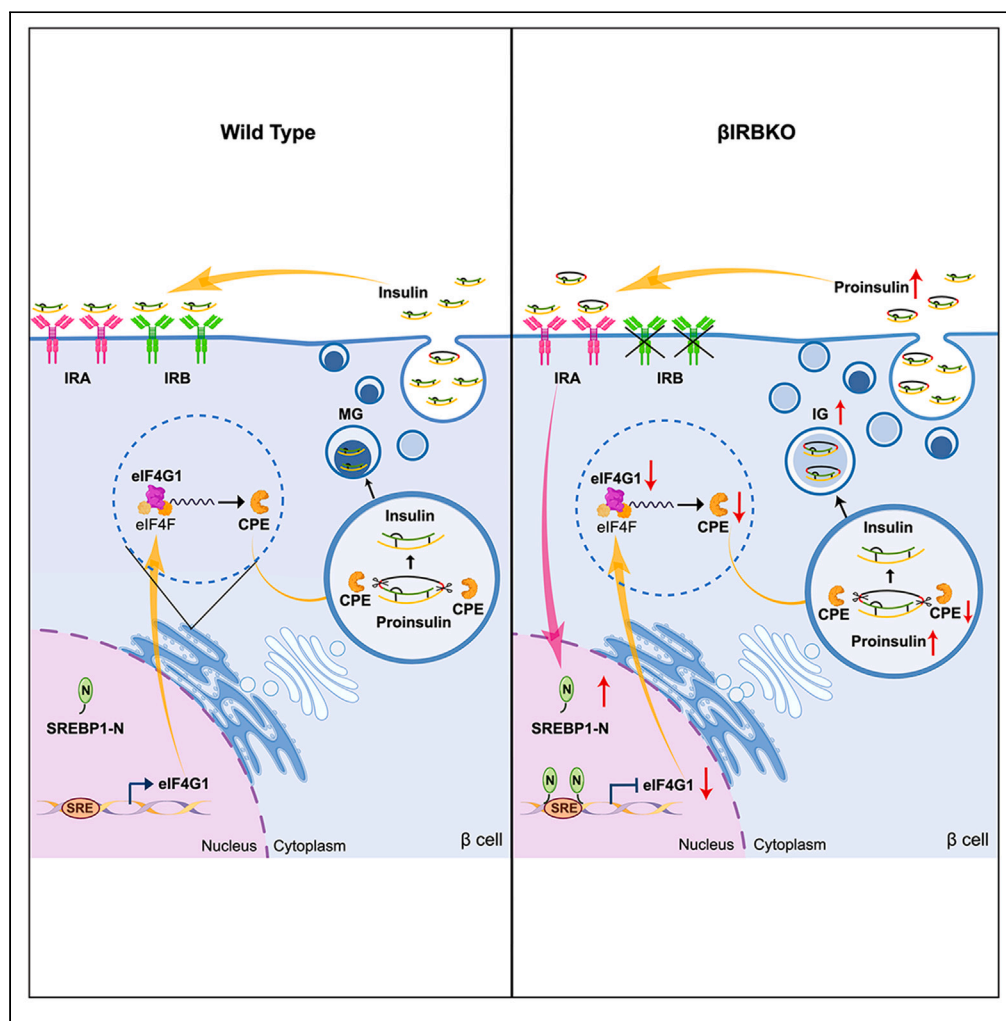 Wild Type
Insulin
IRA
IRB
MG
eIF4G1
eIF4F
CPE
Insulin
CPE
CPE
Proinsulin
N
SREBP1-N
eIF4G1
SRE
Nucleus
Cytoplasm
β cell
βIRBKO
Proinsulin
IRA
IRB
IG
eIF4G1
eIF4F
CPE
Insulin
CPE
CPE
Proinsulin
N
SREBP1-N
N
N
eIF4G1
SRE
Nucleus
Cytoplasm
β cell